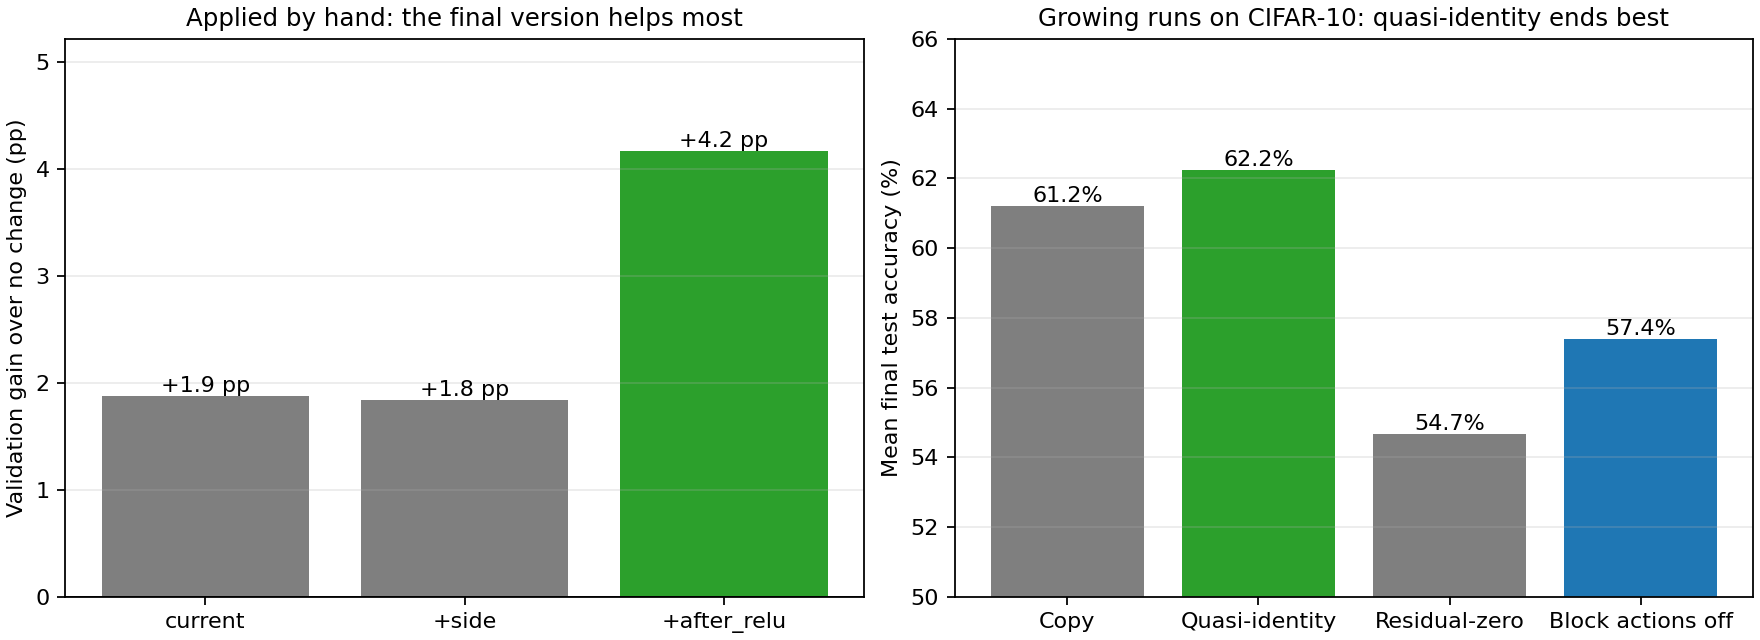 Applied by hand: the final version helps most
Validation gain over no change (pp)
5
4
3
2
1
0
+1.9 pp
+1.8 pp
+4.2 pp
current
+side
+after_relu
Growing runs on CIFAR-10: quasi-identity ends best
Mean final test accuracy (%)
66
64
62
60
58
56
54
52
50
61.2%
62.2%
54.7%
57.4%
Copy
Quasi-identity
Residual-zero
Block actions off